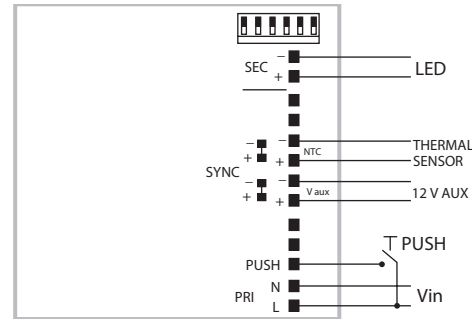 SEC
−
+
LED
−
+
NTC
−
+
THERMAL
SENSOR
SYNC
−
+
V aux
−
+
12 V AUX
PUSH
PUSH
PRI
N
L
Vin